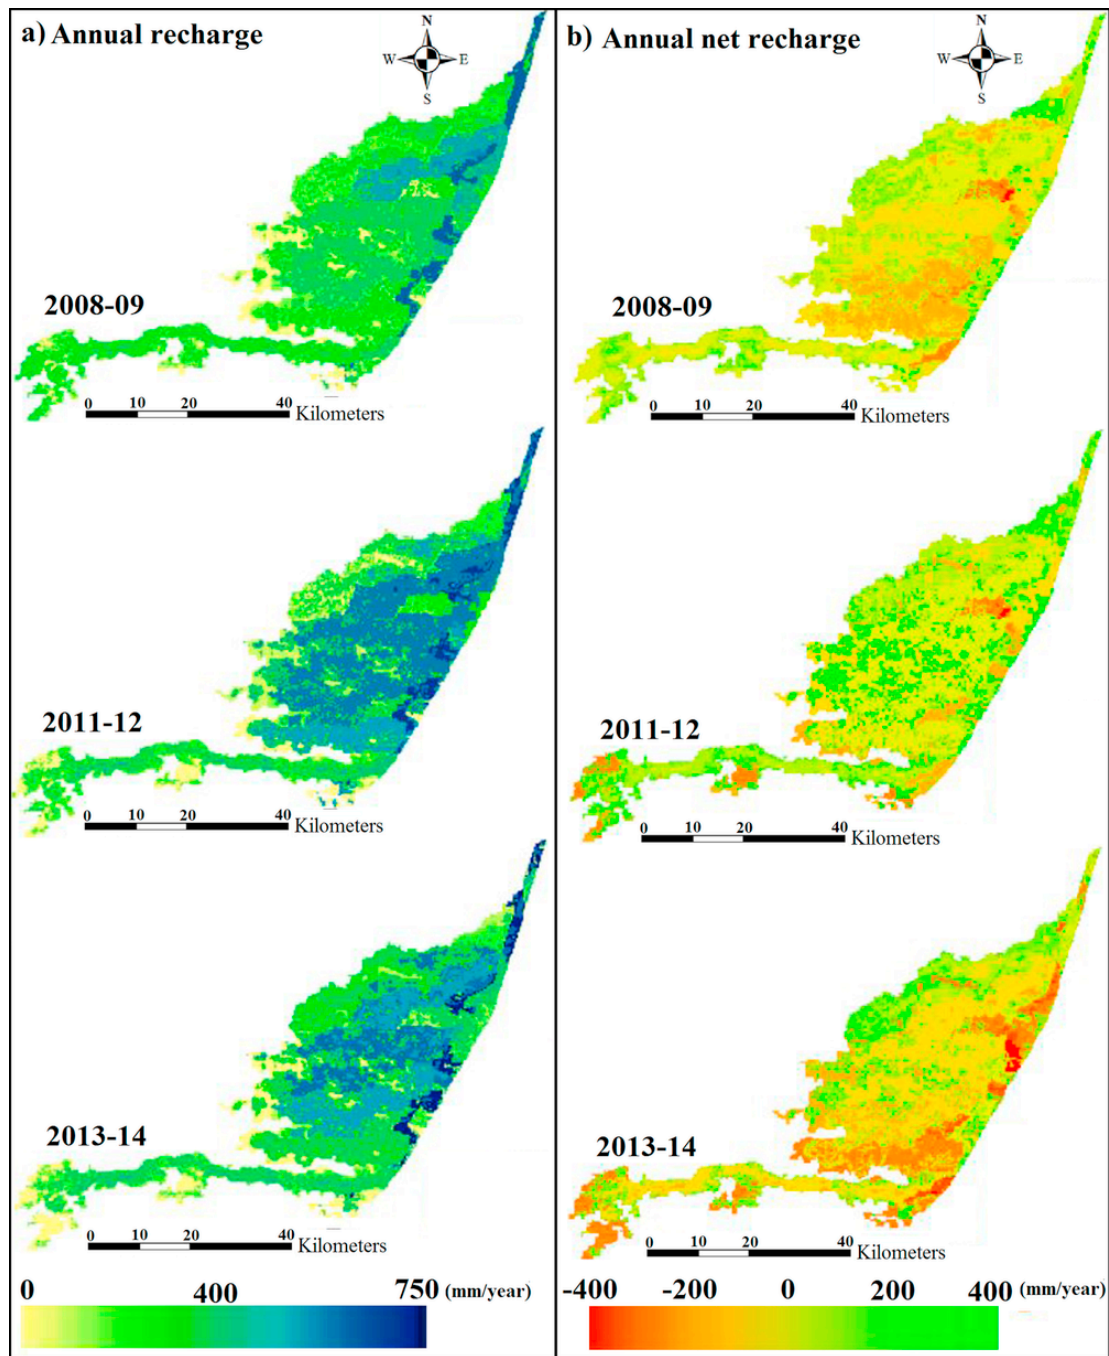 a) Annual recharge
N
W E
S
2008-09
0 10 20 40
Kilometers
2011-12
0 10 20 40
Kilometers
2013-14
0 10 20 40
Kilometers
0 400 750 (mm/year)
b) Annual net recharge
N
W E
S
2008-09
0 10 20 40
Kilometers
2011-12
0 10 20 40
Kilometers
2013-14
0 10 20 40
Kilometers
-400 -200 0 200 400 (mm/year)